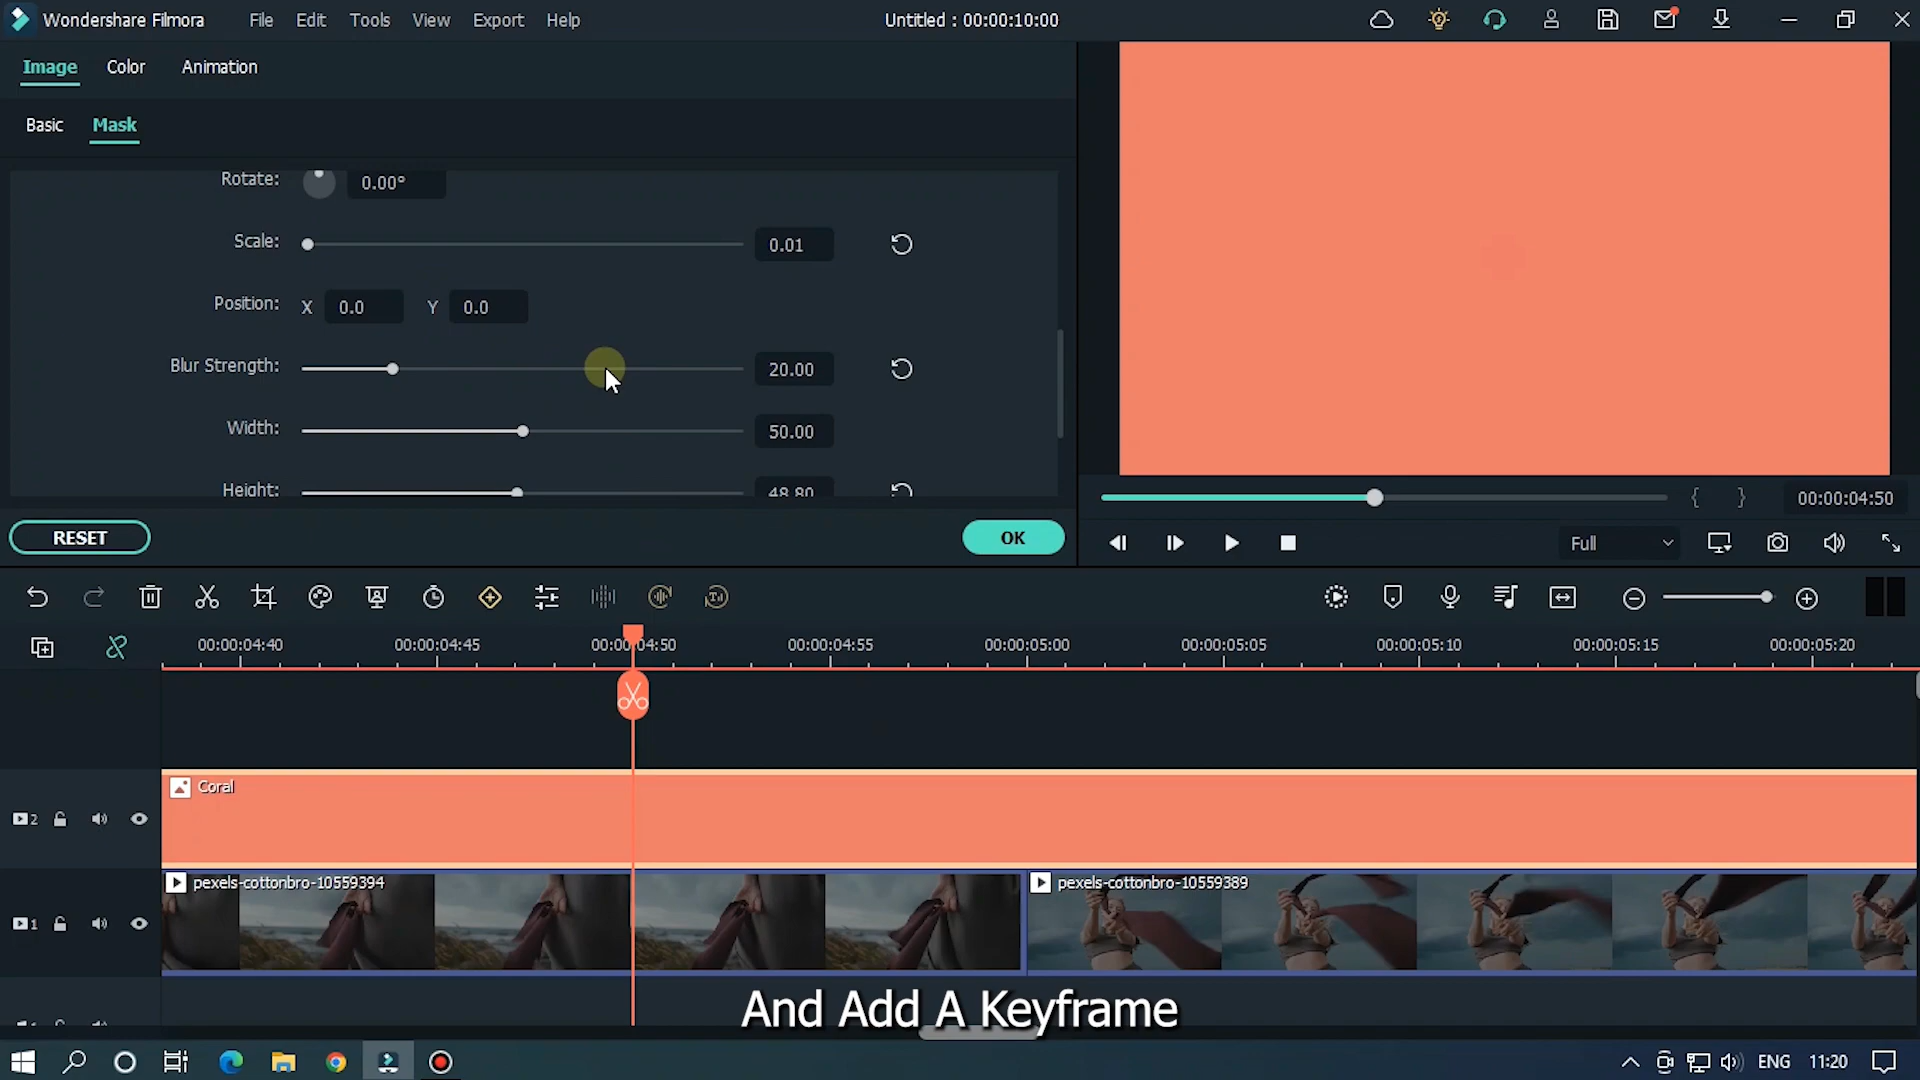 Wondershare Filmora File Edit Tools View Export Help Untitled : 00:00:10:00
Image Color Animation
Basic Mask
Rotate: 0.00°
Scale: 0.01
Position: X 0.0 Y 0.0
Blur Strength: 20.00
Width: 50.00
Height: 48.80
{ } 00:00:04:50
RESET OK
Full
00:00:04:40 00:00:04:45 00:00:04:50 00:00:04:55 00:00:05:00 00:00:05:05 00:00:05:10 00:00:05:15 00:00:05:20
Coral
2
pexels-cottonbro-10559394 pexels-cottonbro-10559389
1
And Add A Keyframe
ENG 11:20